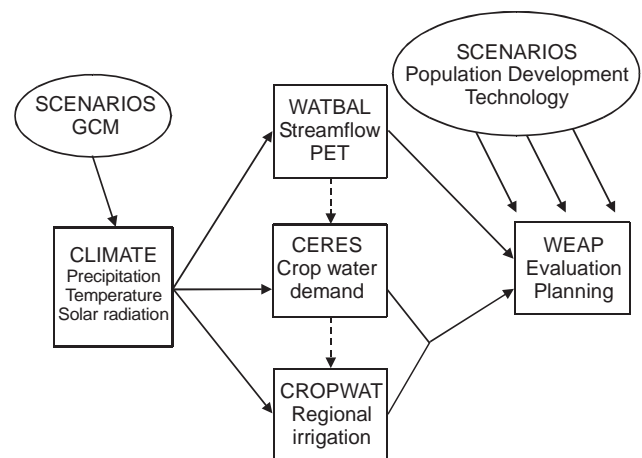 SCENARIOS
GCM
CLIMATE
Precipitation
Temperature
Solar radiation
WATBAL
Streamflow
PET
CERES
Crop water
demand
CROPWAT
Regional
irrigation
SCENARIOS
Population Development
Technology
WEAP
Evaluation
Planning